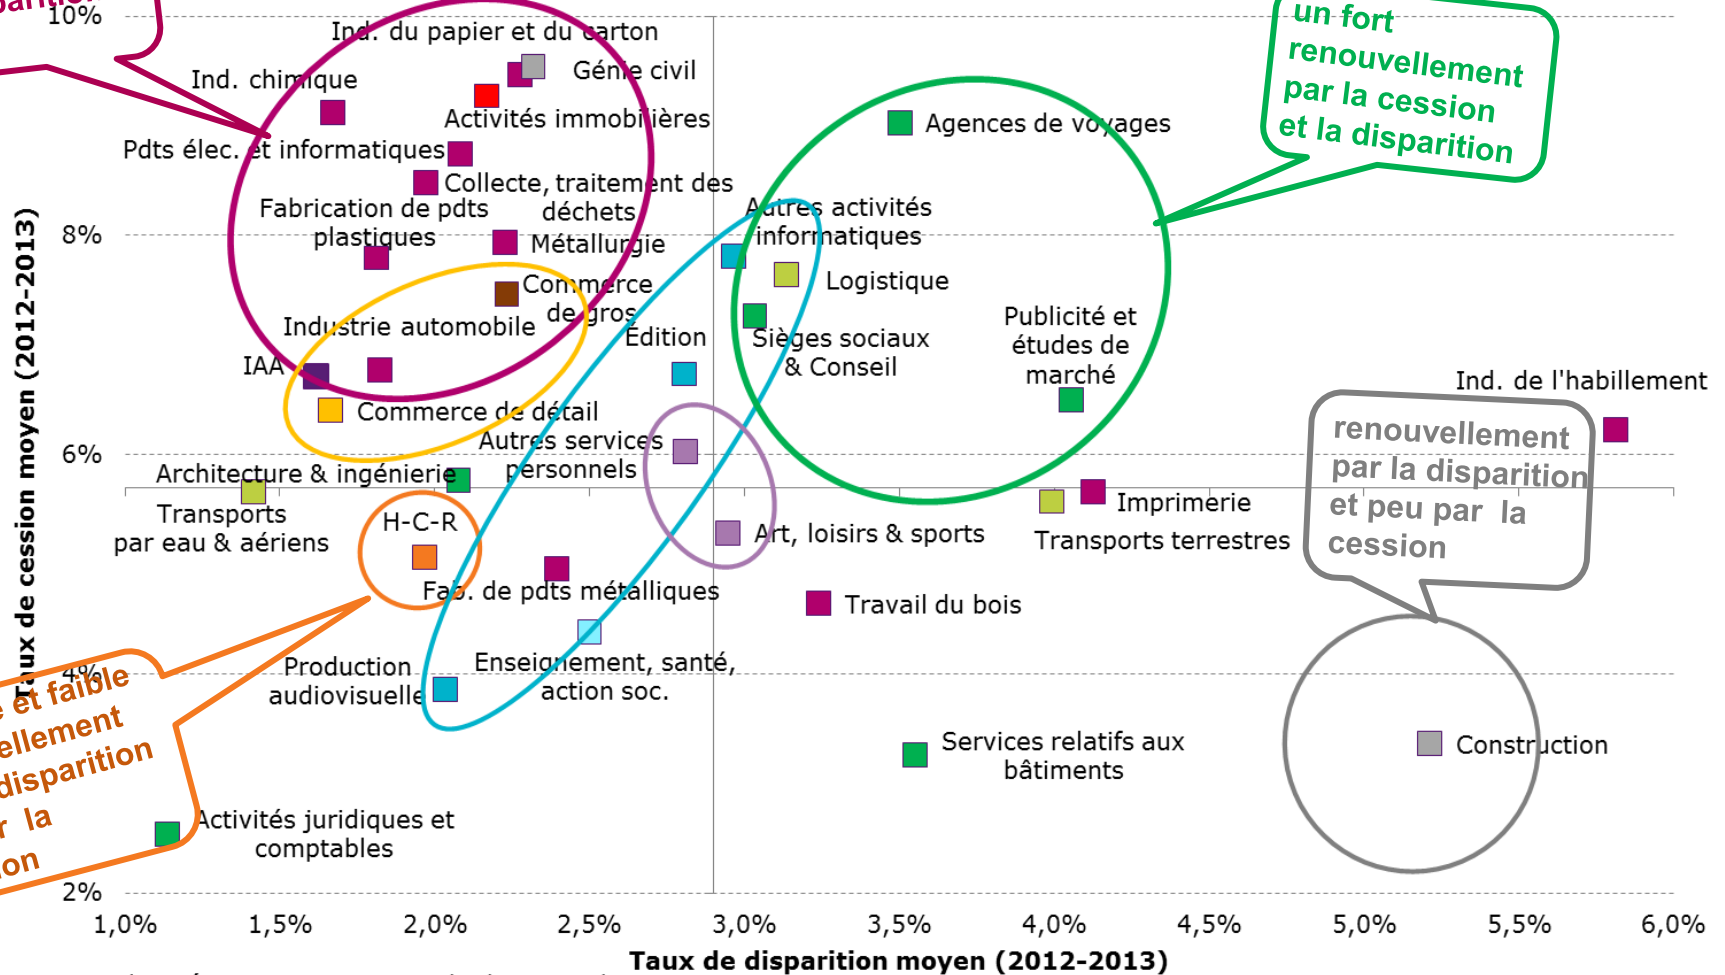 10%
un fort
renouvellement
par la cession
et la disparition
Ind. du papier et du carton
Génie civil
Ind. chimique
Activités immobilières
Agences de voyages
Pdts élec. et informatiques
Collecte, traitement des
déchets
Fabrication de pdts
plastiques
Autres activités
informatiques
8%
Métallurgie
Logistique
Commerce
de gros
Industrie automobile
Édition
Sièges sociaux
& Conseil
Publicité et
études de
marché
IAA
Ind. de l'habillement
Commerce de détail
renouvellement
par la disparition
et peu par la
cession
Autres services
personnels
6%
Architecture & ingénierie
Transports
par eau & aériens
H-C-R
Imprimerie
Art, loisirs & sports
Transports terrestres
Fab. de pdts métalliques
Travail du bois
Production
audiovisuelle
Enseignement, santé,
action soc.
4%
et faible
disparition
la
Services relatifs aux
bâtiments
Construction
Activités juridiques et
comptables
2%
1,0%
1,5%
2,0%
2,5%
3,0%
3,5%
4,0%
4,5%
5,0%
5,5%
6,0%
Taux de cession moyen (2012-2013)
Taux de disparition moyen (2012-2013)